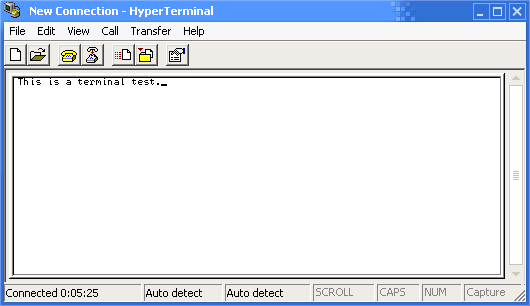 New Connection - HyperTerminal
File Edit View Call Transfer Help
This is a terminal test._
Connected 0:05:25 Auto detect Auto detect SCROLL CAPS NUM Capture